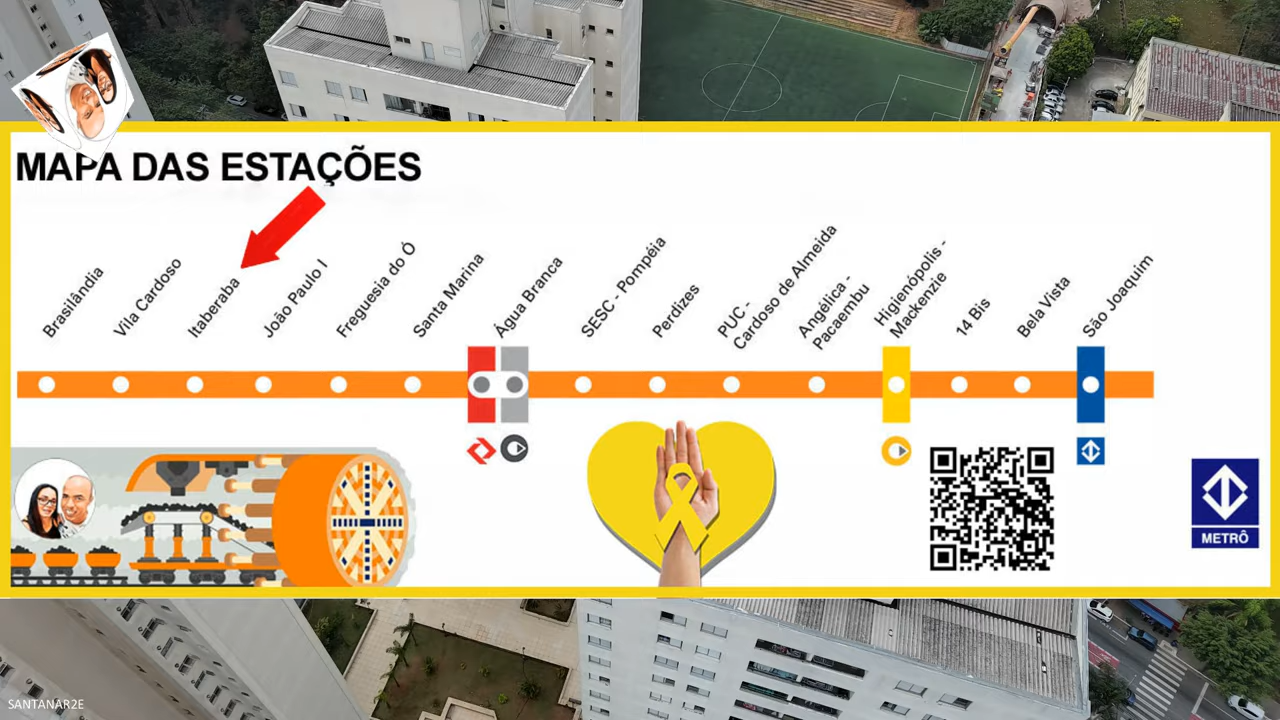 MAPA DAS ESTAÇÕES
Brasilândia
Vila Cardoso
Itaberaba
João Paulo I
Freguesia do Ó
Santa Marina
Água Branca
SESC - Pompéia
Perdizes
PUC -
Cardoso de Almeida
Angélica -
Pacaembu
Higienópolis -
Mackenzie
14 Bis
Bela Vista
São Joaquim
METRÔ
SANTANAR2E